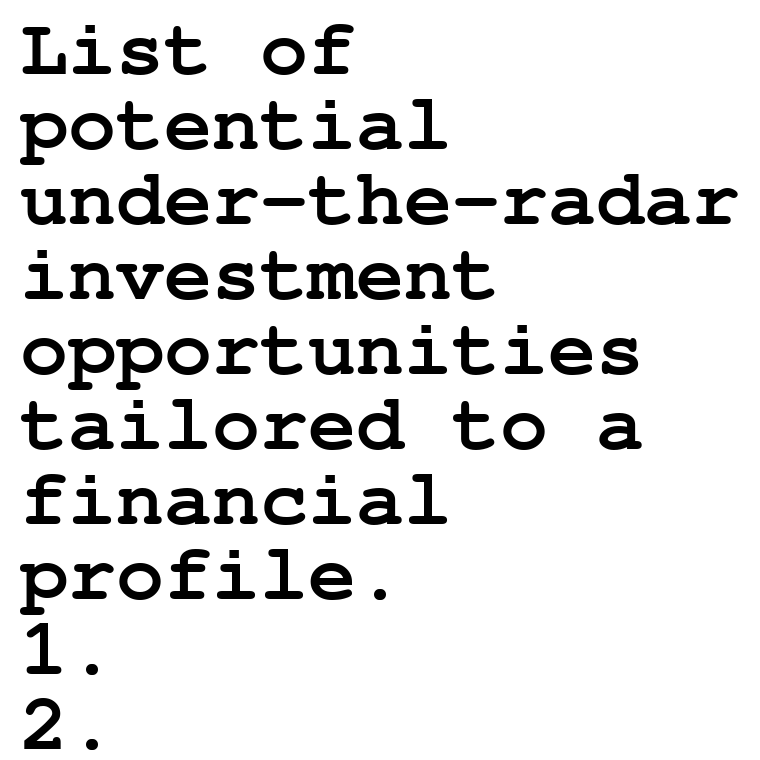 List of
potential
under-the-radar
investment
opportunities
tailored to a
financial
profile.
1.
2.